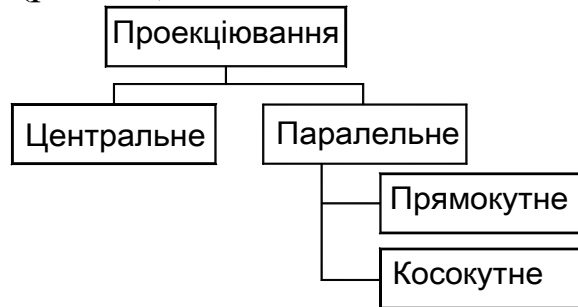 Проекціювання
Центральне
Паралельне
Прямокутне
Косокутне